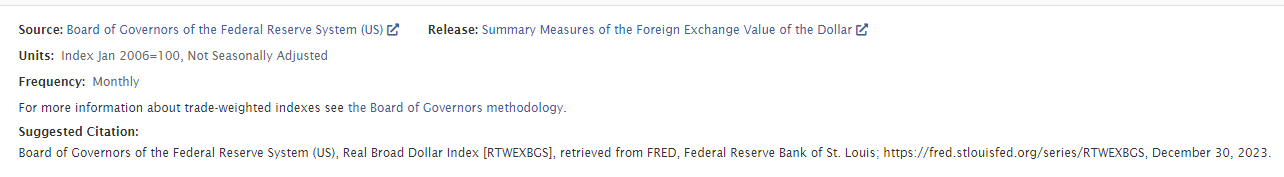 Source: Board of Governors of the Federal Reserve System (US) Release: Summary Measures of the Foreign Exchange Value of the Dollar
Units: Index Jan 2006=100, Not Seasonally Adjusted
Frequency: Monthly
For more information about trade-weighted indexes see the Board of Governors methodology.
Suggested Citation:
Board of Governors of the Federal Reserve System (US), Real Broad Dollar Index [RTWEXBGS], retrieved from FRED, Federal Reserve Bank of St. Louis; https://fred.stlouisfed.org/series/RTWEXBGS, December 30, 2023.